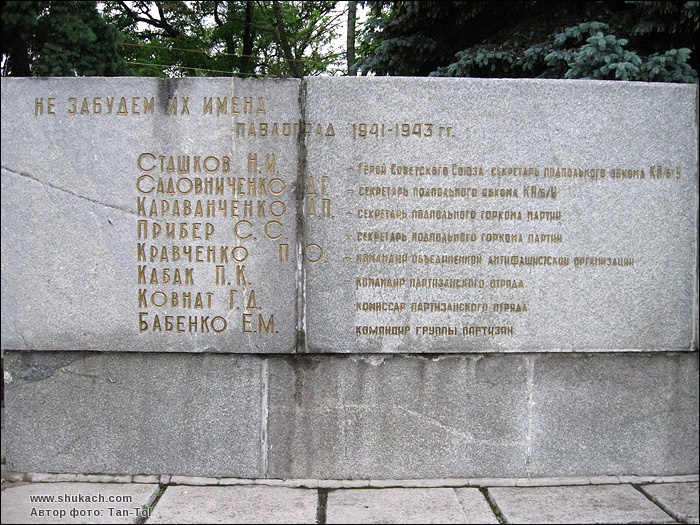 НЕ ЗАБУДЕМ ИХ ИМЕНА
ПАВЛОГРАД 1941-1943 гг.
СТАШКОВ Н.И. – ГЕРОЙ СОВЕТСКОГО СОЮЗА СЕКРЕТАРЬ ПОДПОЛЬНОГО ОБКОМА КП/б/У
САДОВНИЧЕНКО Д.Г. – СЕКРЕТАРЬ ПОДПОЛЬНОГО ОБКОМА КП/б/У
КАРАВАНЧЕНКО П. – СЕКРЕТАРЬ ПОДПОЛЬНОГО ГОРКОМА ПАРТИИ
ПРИБЕР С.С. – СЕКРЕТАРЬ ПОДПОЛЬНОГО ГОРКОМА ПАРТИИ
КРАВЧЕНКО П.О. – КОМАНДИР ОБЪЕДИНЕННОЙ АНТИФАШИСТСКОЙ ОРГАНИЗАЦИИ
КАБАК П.К. КОМАНДИР ПАРТИЗАНСКОГО ОТРЯДА
КОВНАТ Г.Д. КОМИССАР ПАРТИЗАНСКОГО ОТРЯДА
БАБЕНКО Е.М. КОМАНДИР ГРУППЫ ПАРТИЗАН
www.shukach.com
Автор фото: Tan-Tol